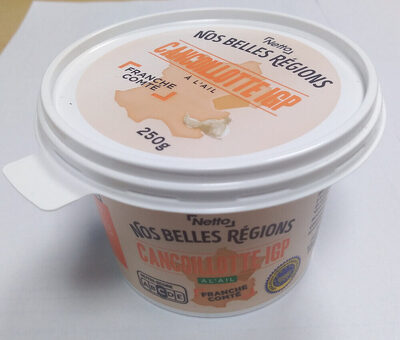 Netto
NOS BELLES RÉGIONS
CANCOILLOTTE IGP
À L'AIL
FRANCHE
COMTÉ
250g
Netto
NOS BELLES RÉGIONS
CANCOILLOTTE IGP
À L'AIL
FRANCHE
COMTÉ
A B C D E